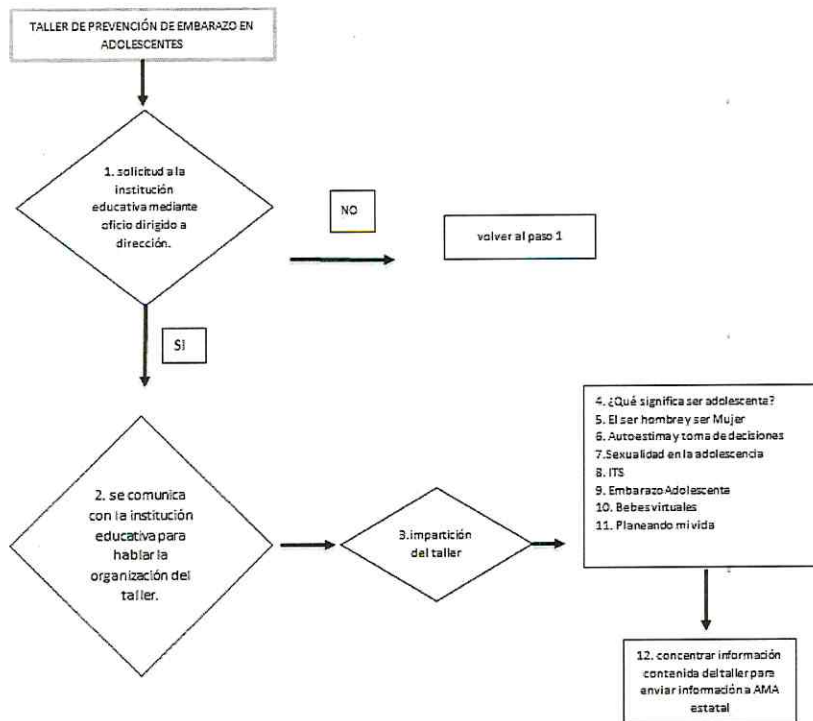 TALLER DE PREVENCIÓN DE EMBARAZO EN
ADOLESCENTES
1. solicitud a la
institución
educativa mediante
oficio dirigido a
dirección.
NO
volver al paso 1
SI
2. se comunica
con la institución
educativa para
hablar la
organización del
taller.
3.impartición
del taller
4. ¿Qué significa ser adolescente?
5. El ser hombre y ser Mujer
6. Autoestima y toma de decisiones
7.Sexualidad en la adolescencia
8. ITS
9. Embarazo Adolescente
10. Bebes virtuales
11. Planeando mi vida
12. concentrar información
contenida del taller para
enviar información a AMA
estatal